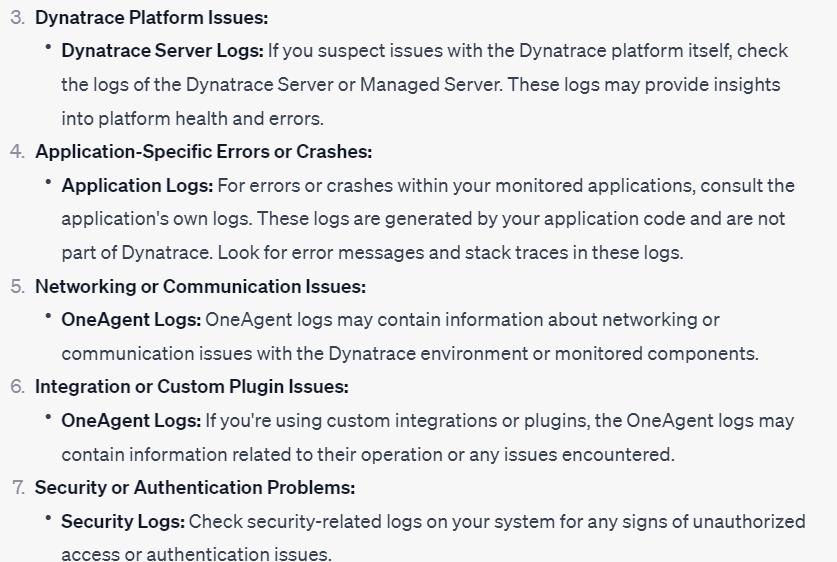 3. Dynatrace Platform Issues:
• Dynatrace Server Logs: If you suspect issues with the Dynatrace platform itself, check
the logs of the Dynatrace Server or Managed Server. These logs may provide insights
into platform health and errors.
4. Application-Specific Errors or Crashes:
• Application Logs: For errors or crashes within your monitored applications, consult the
application's own logs. These logs are generated by your application code and are not
part of Dynatrace. Look for error messages and stack traces in these logs.
5. Networking or Communication Issues:
• OneAgent Logs: OneAgent logs may contain information about networking or
communication issues with the Dynatrace environment or monitored components.
6. Integration or Custom Plugin Issues:
• OneAgent Logs: If you're using custom integrations or plugins, the OneAgent logs may
contain information related to their operation or any issues encountered.
7. Security or Authentication Problems:
• Security Logs: Check security-related logs on your system for any signs of unauthorized
access or authentication issues.